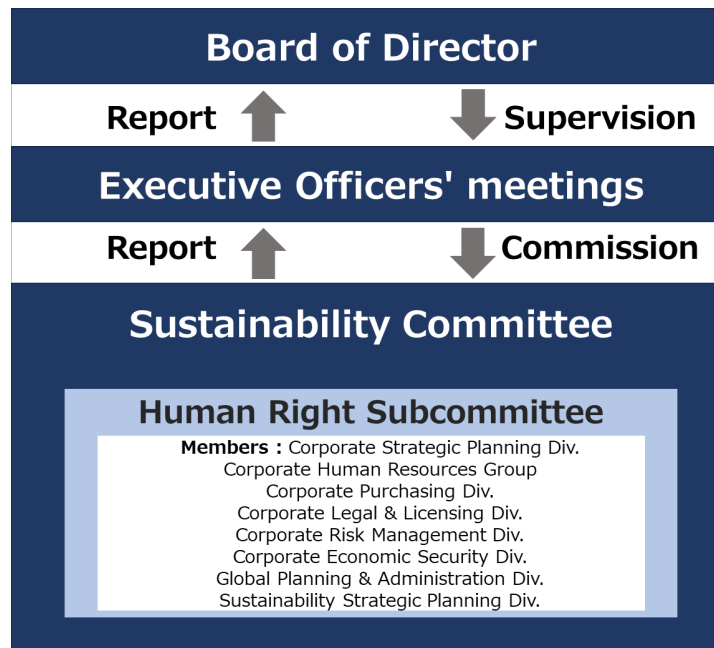 Board of Director
Report Supervision
Executive Officers' meetings
Report Commission
Sustainability Committee
Human Right Subcommittee
Members : Corporate Strategic Planning Div.
Corporate Human Resources Group
Corporate Purchasing Div.
Corporate Legal & Licensing Div.
Corporate Risk Management Div.
Corporate Economic Security Div.
Global Planning & Administration Div.
Sustainability Strategic Planning Div.